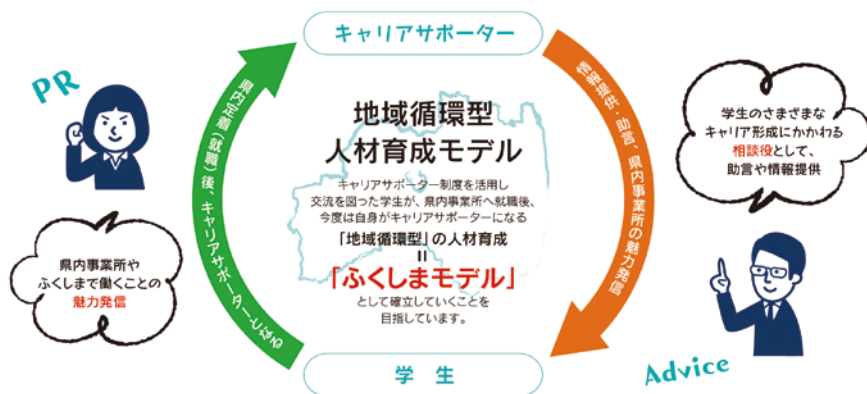 キャリアサポーター
PR
県内定着(就職)後、キャリアサポーターとなる
情報提供・助言、県内事業所の魅力発信
地域循環型
人材育成モデル
キャリアサポーター制度を活用し
交流を図った学生が、県内事業所へ就職後、
今度は自身がキャリアサポーターになる
「地域循環型」の人材育成
=
「ふくしまモデル」
として確立していくことを
目指しています。
学生のさまざまな
キャリア形成にかかわる
相談役として、
助言や情報提供
県内事業所や
ふくしまで働くことの
魅力発信
学 生
Advice